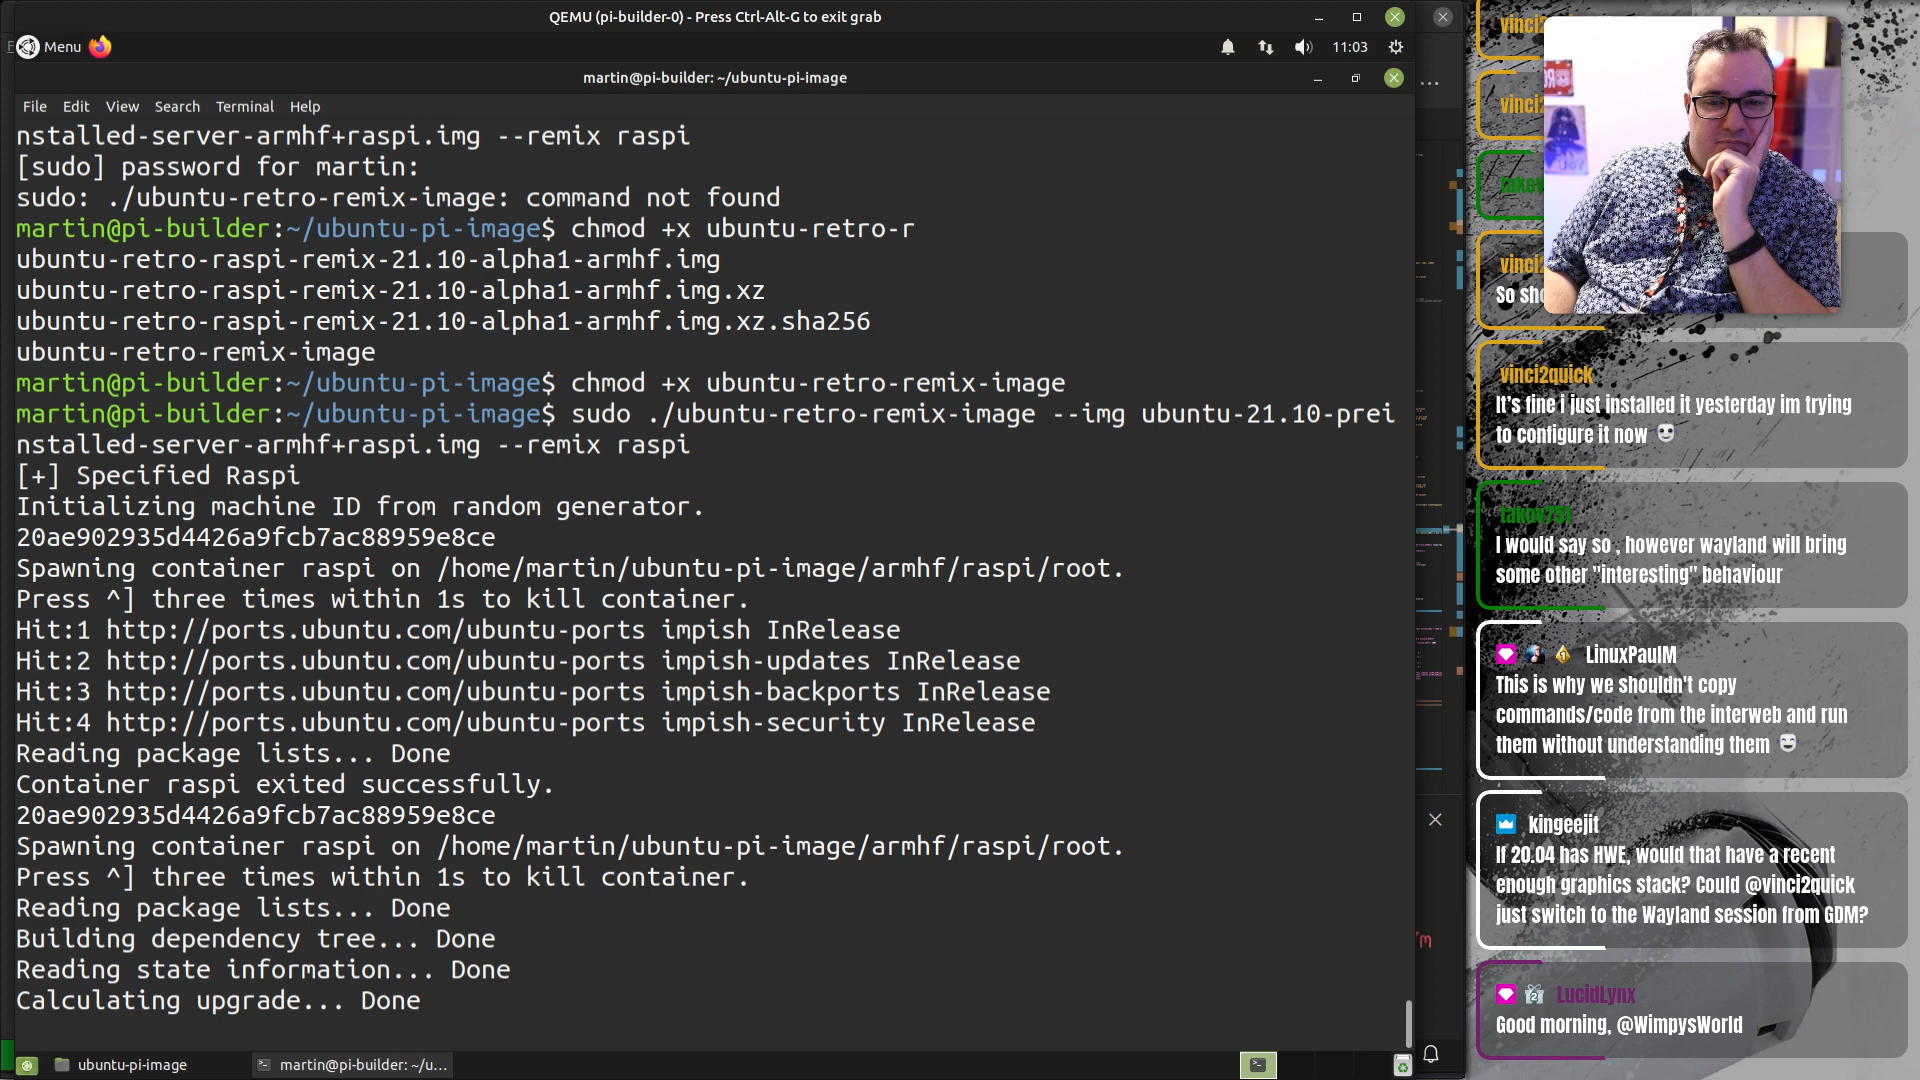 QEMU (pi-builder-0) - Press Ctrl-Alt-G to exit grab
Menu
11:03
martin@pi-builder: ~/ubuntu-pi-image
File Edit View Search Terminal Help
nstalled-server-armhf+raspi.img --remix raspi
[sudo] password for martin:
sudo: ./ubuntu-retro-remix-image: command not found
martin@pi-builder:~/ubuntu-pi-image$ chmod +x ubuntu-retro-r
ubuntu-retro-raspi-remix-21.10-alpha1-armhf.img
ubuntu-retro-raspi-remix-21.10-alpha1-armhf.img.xz
ubuntu-retro-raspi-remix-21.10-alpha1-armhf.img.xz.sha256
ubuntu-retro-remix-image
martin@pi-builder:~/ubuntu-pi-image$ chmod +x ubuntu-retro-remix-image
martin@pi-builder:~/ubuntu-pi-image$ sudo ./ubuntu-retro-remix-image --img ubuntu-21.10-prei
nstalled-server-armhf+raspi.img --remix raspi
[+] Specified Raspi
Initializing machine ID from random generator.
20ae902935d4426a9fcb7ac88959e8ce
Spawning container raspi on /home/martin/ubuntu-pi-image/armhf/raspi/root.
Press ^] three times within 1s to kill container.
Hit:1 http://ports.ubuntu.com/ubuntu-ports impish InRelease
Hit:2 http://ports.ubuntu.com/ubuntu-ports impish-updates InRelease
Hit:3 http://ports.ubuntu.com/ubuntu-ports impish-backports InRelease
Hit:4 http://ports.ubuntu.com/ubuntu-ports impish-security InRelease
Reading package lists... Done
Container raspi exited successfully.
20ae902935d4426a9fcb7ac88959e8ce
Spawning container raspi on /home/martin/ubuntu-pi-image/armhf/raspi/root.
Press ^] three times within 1s to kill container.
Reading package lists... Done
Building dependency tree... Done
Reading state information... Done
Calculating upgrade... Done
ubuntu-pi-image
martin@pi-builder: ~/u...
vinci2
vinci2
takov
vinci2
So sho
vinci2quick
It's fine i just installed it yesterday im trying
to configure it now
takov751
I would say so , however wayland will bring
some other "interesting" behaviour
LinuxPaulM
This is why we shouldn't copy
commands/code from the interweb and run
them without understanding them
kingeejit
If 20.04 has HWE, would that have a recent
enough graphics stack? Could @vinci2quick
just switch to the Wayland session from GDM?
2 LucidLynx
Good morning, @WimpysWorld